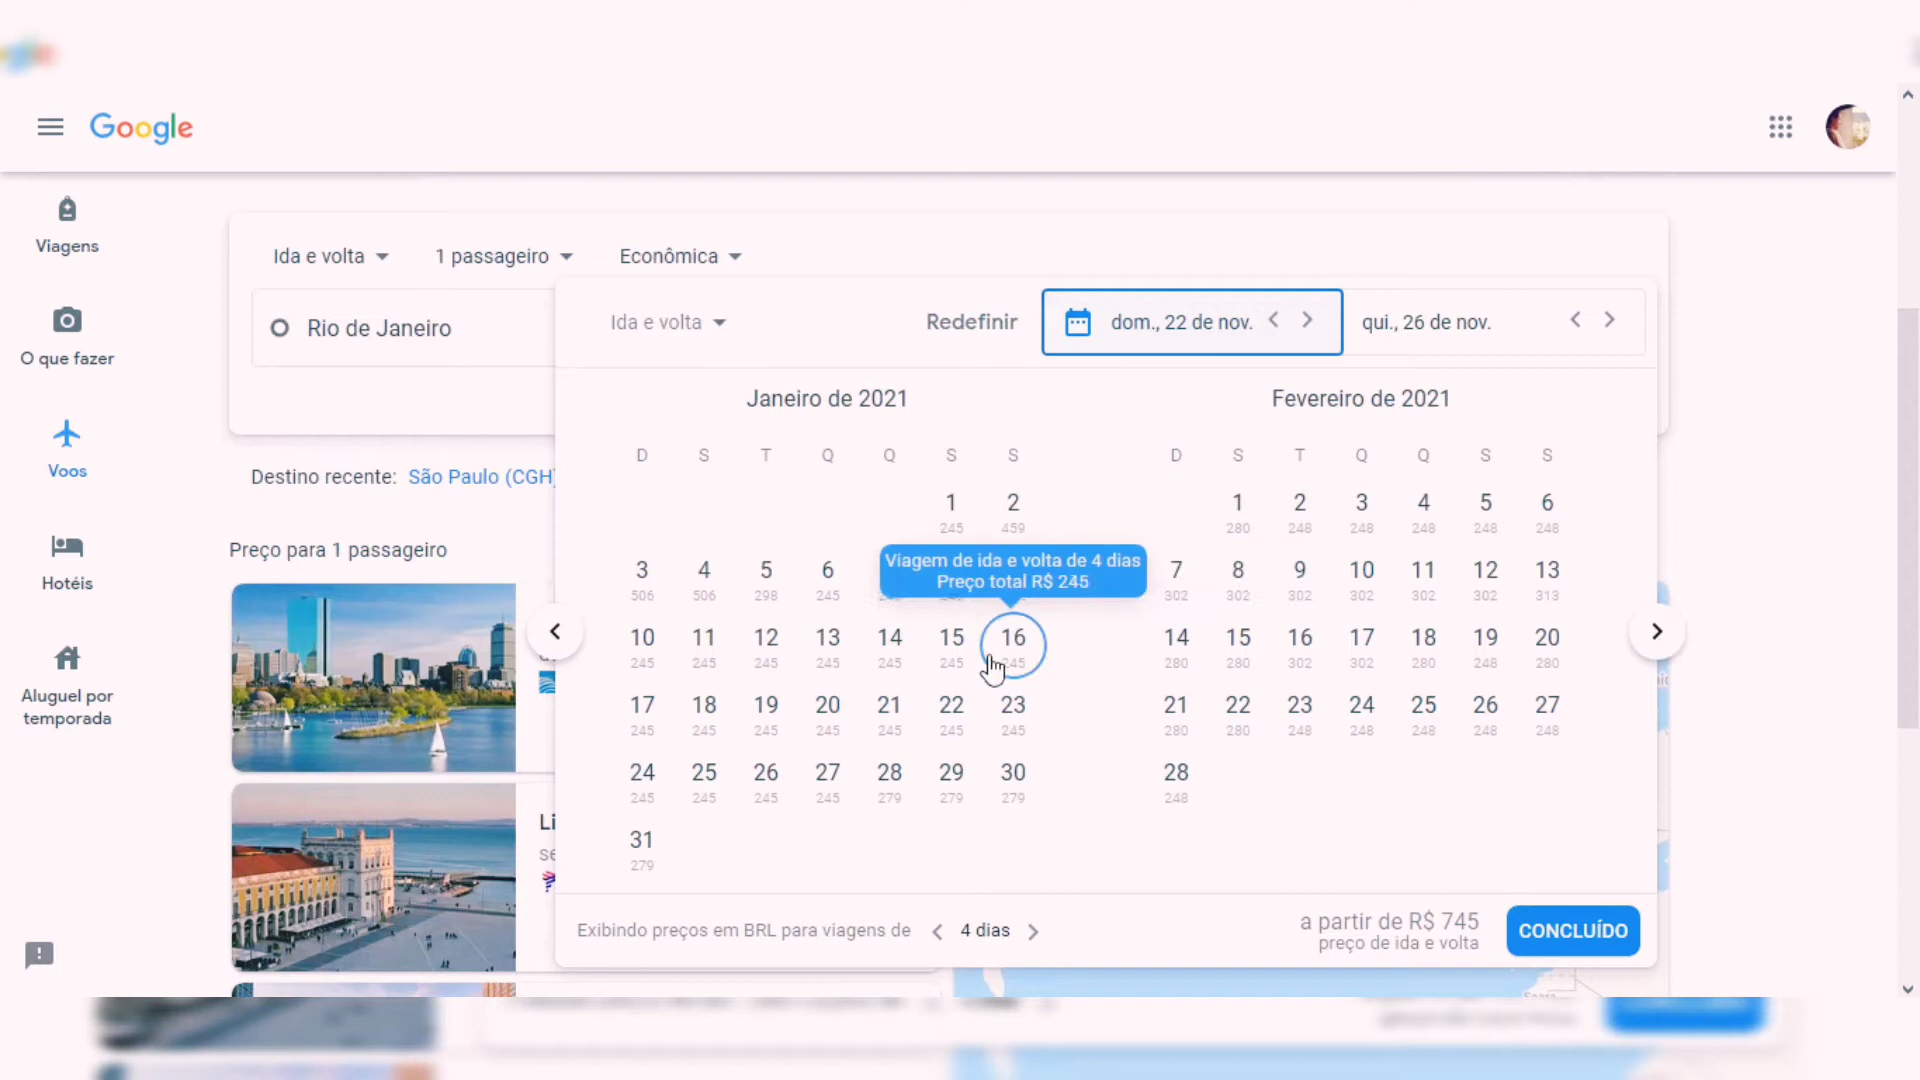 Google
Viagens
O que fazer
Voos
Hotéis
Aluguel por
temporada
Ida e volta
1 passageiro
Econômica
Rio de Janeiro
Destino recente: São Paulo (CGH)
Preço para 1 passageiro
Ida e volta
Redefinir
dom., 22 de nov.
qui., 26 de nov.
Janeiro de 2021
D S T Q Q S S
1 2
245 459
Viagem de ida e volta de 4 dias
Preço total R$ 245
3 4 5 6
506 506 298 245
10 11 12 13 14 15 16
245 245 245 245 245 245 245
17 18 19 20 21 22 23
245 245 245 245 245 245 245
24 25 26 27 28 29 30
245 245 245 245 279 279 279
31
279
Fevereiro de 2021
D S T Q Q S S
1 2 3 4 5 6
280 248 248 248 248 248
7 8 9 10 11 12 13
302 302 302 302 302 302 313
14 15 16 17 18 19 20
280 280 302 302 280 248 280
21 22 23 24 25 26 27
280 280 248 248 248 248 248
28
248
Li
se
Exibindo preços em BRL para viagens de
4 dias
a partir de R$ 745
preço de ida e volta
CONCLUÍDO